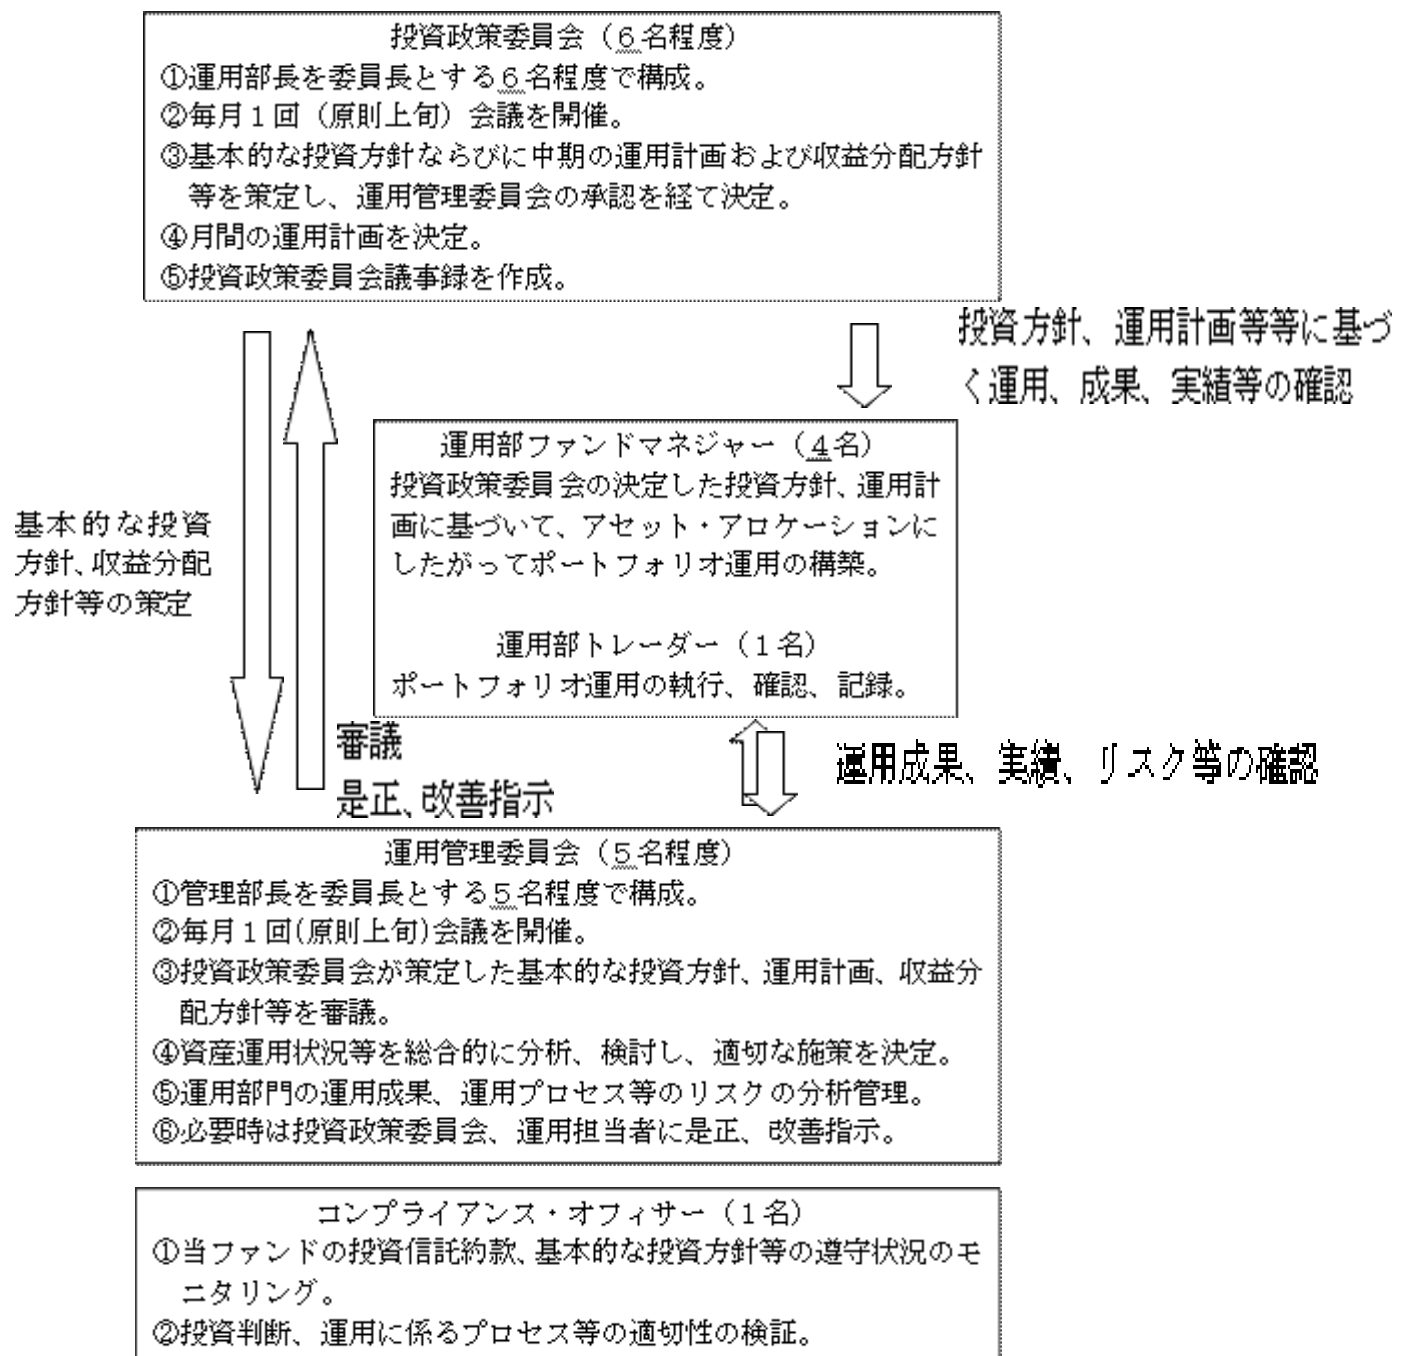 投資政策委員会（6名程度）
①運用部長を委員長とする6名程度で構成。
②毎月１回（原則上旬）会議を開催。
③基本的な投資方針ならびに中期の運用計画および収益分配方針
等を策定し、運用管理委員会の承認を経て決定。
④月間の運用計画を決定。
⑤投資政策委員会議事録を作成。
投資方針、運用計画等等に基づ
く運用、成果、実績等の確認
運用部ファンドマネジャー（4名）
投資政策委員会の決定した投資方針、運用計
画に基づいて、アセット・アロケーションに
したがってポートフォリオ運用の構築。
運用部トレーダー（１名）
ポートフォリオ運用の執行、確認、記録。
基本的な投資
方針、収益分配
方針等の策定
審議
是正、改善指示
運用成果、実績、リスク等の確認
運用管理委員会（5名程度）
①管理部長を委員長とする5名程度で構成。
②毎月１回(原則上旬)会議を開催。
③投資政策委員会が策定した基本的な投資方針、運用計画、収益分
配方針等を審議。
④資産運用状況等を総合的に分析、検討し、適切な施策を決定。
⑤運用部門の運用成果、運用プロセス等のリスクの分析管理。
⑥必要時は投資政策委員会、運用担当者に是正、改善指示。
コンプライアンス・オフィサー（１名）
①当ファンドの投資信託約款、基本的な投資方針等の遵守状況のモ
ニタリング。
②投資判断、運用に係るプロセス等の適切性の検証。